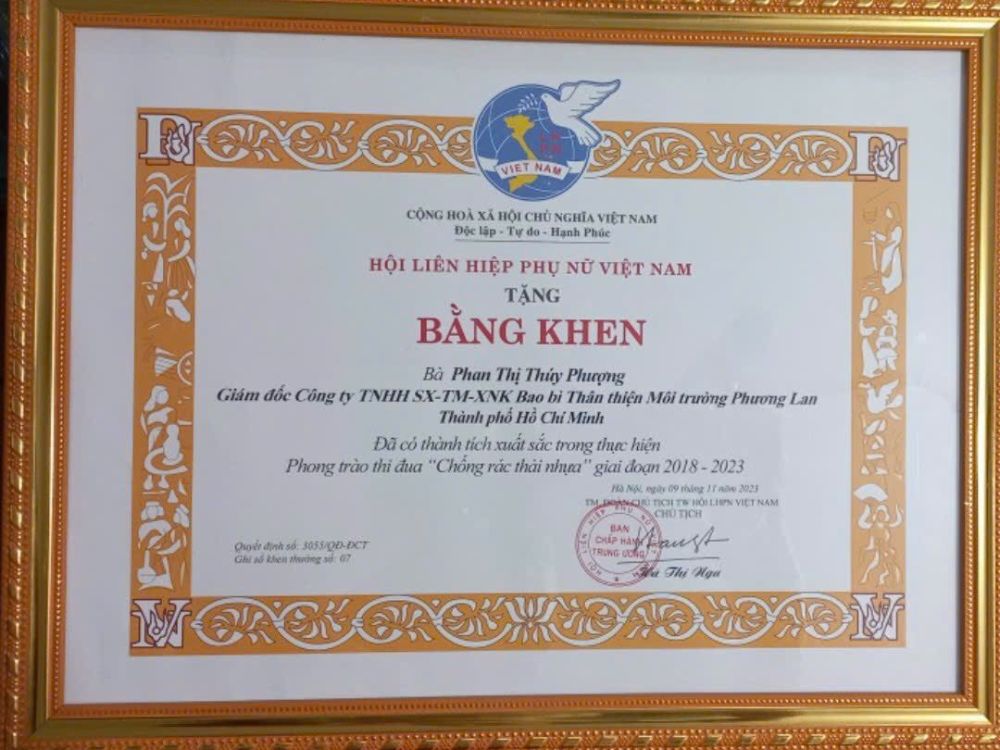 VIET NAM
CỘNG HOÀ XÃ HỘI CHỦ NGHĨA VIỆT NAM
Độc lập - Tự do - Hạnh Phúc
HỘI LIÊN HIỆP PHỤ NỮ VIỆT NAM
TẶNG
BẰNG KHEN
Bà Phan Thị Thúy Phượng
Giám đốc Công ty TNHH SX-TM-XNK Bao bì Thân thiện Môi trường Phương Lan
Thành phố Hồ Chí Minh
Đã có thành tích xuất sắc trong thực hiện
Phong trào thi đua “Chống rác thải nhựa” giai đoạn 2018 - 2023
Hà Nội, ngày 09 tháng 11 năm 2023
TM. ĐOÀN CHỦ TỊCH TW HỘI LHPN VIỆT NAM
CHỦ TỊCH
BAN
CHẤP HÀNH
TRUNG ƯƠNG
Quyết định số: 3055/QĐ-ĐCT
Ghi sổ khen thưởng số: 07
Hà Thị Nga